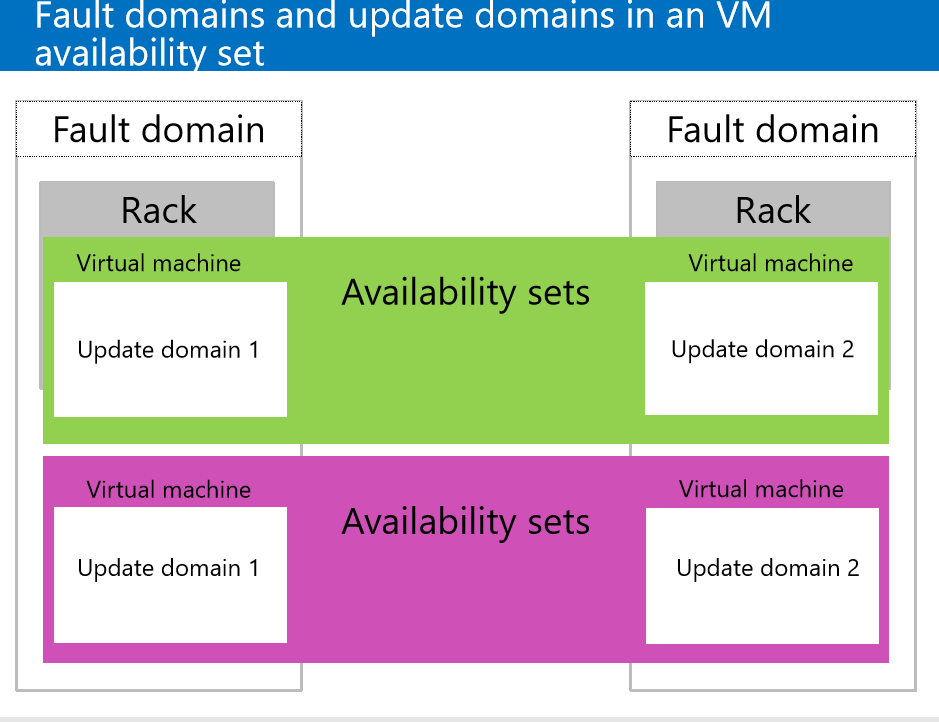 Fault domains and update domains in an VM
availability set
Fault domain
Fault domain
Rack
Rack
Virtual machine
Availability sets
Virtual machine
Update domain 1
Update domain 2
Virtual machine
Availability sets
Virtual machine
Update domain 1
Update domain 2